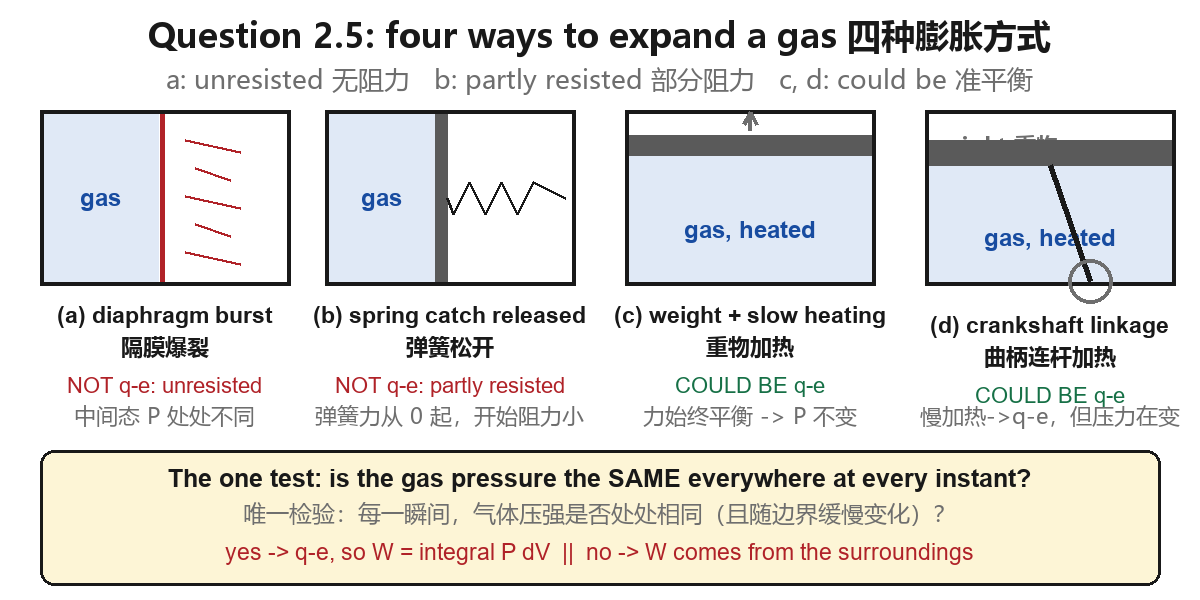 Question 2.5: four ways to expand a gas 四种膨胀方式
a: unresisted 无阻力 b: partly resisted 部分阻力 c, d: could be 准平衡
gas
gas
gas, heated
gas, heated
(a) diaphragm burst
隔膜爆裂
NOT q-e: unresisted
中间态 P 处处不同
(b) spring catch released
弹簧松开
NOT q-e: partly resisted
弹簧力从 0 起，开始阻力小
(c) weight + slow heating
重物加热
COULD BE q-e
力始终平衡 -> P 不变
(d) crankshaft linkage
曲柄连杆加热
COULD BE q-e
慢加热->q-e，但压力在变
The one test: is the gas pressure the SAME everywhere at every instant?
唯一检验：每一瞬间，气体压强是否处处相同（且随边界缓慢变化）?
yes -> q-e, so W = integral P dV || no -> W comes from the surroundings